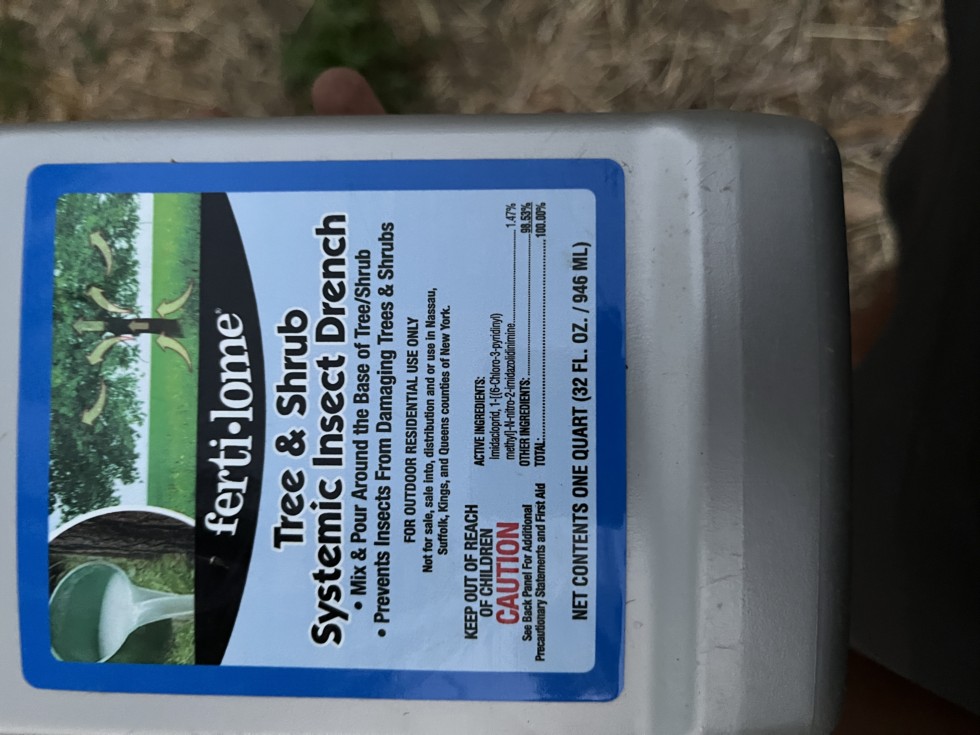 ferti•lome®
Tree & Shrub
Systemic Insect Drench
• Mix & Pour Around the Base of Tree/Shrub
• Prevents Insects From Damaging Trees & Shrubs
FOR OUTDOOR RESIDENTIAL USE ONLY
Not for sale, sale into, distribution and or use in Nassau,
Suffolk, Kings, and Queens counties of New York.
KEEP OUT OF REACH
OF CHILDREN
CAUTION
See Back Panel For Additional
Precautionary Statements and First Aid
ACTIVE INGREDIENTS:
Imidacloprid, 1-[(6-Chloro-3-pyridinyl)
methyl]-N-nitro-2-imidazolidinimine 1.47%
OTHER INGREDIENTS: 98.53%
TOTAL: 100.00%
NET CONTENTS ONE QUART (32 FL. OZ. / 946 ML)